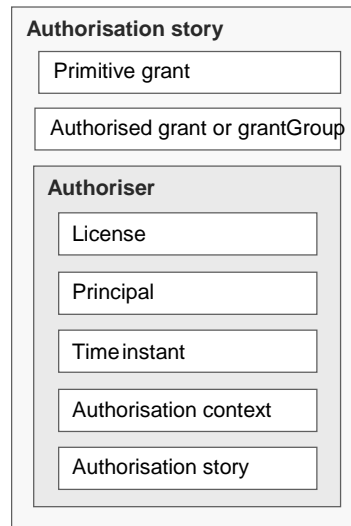 Authorisation story
Primitive grant
Authorised grant or grantGroup
Authoriser
License
Principal
Time instant
Authorisation context
Authorisation story